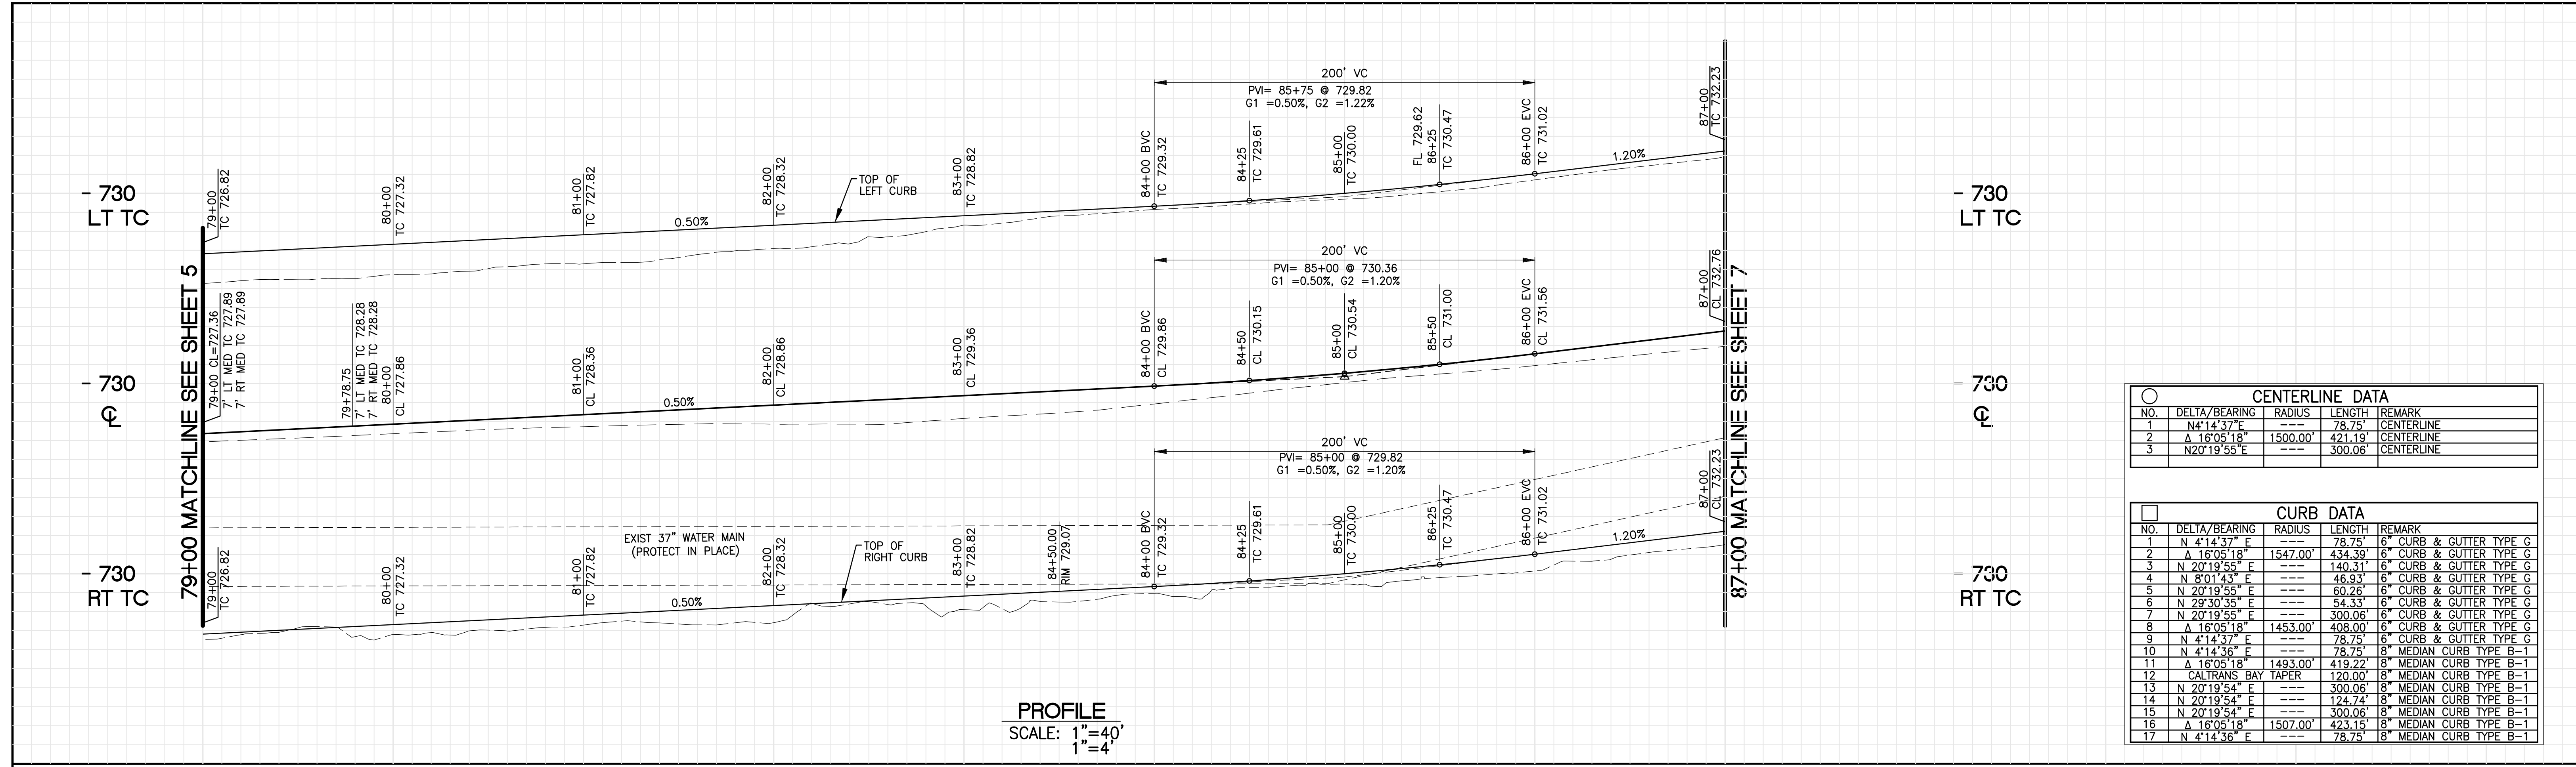 - 730
LT TC
79+00
TC 726.82
80+00
TC 727.32
81+00
TC 727.82
82+00
TC 728.32
0.50%
TOP OF
LEFT CURB
83+00
TC 728.82
200' VC
PVI= 85+75 @ 729.82
G1 =0.50%, G2 =1.22%
84+00 BVC
TC 729.32
84+25
TC 729.61
85+00
TC 730.00
FL 729.62
86+25
TC 730.47
86+00 EVC
TC 731.02
1.20%
87+00
TC 732.23
- 730
LT TC
79+00 MATCHLINE SEE SHEET 5
- 730
℄
79+00 CL=727.36
7' LT MED TC 727.89
7' RT MED TC 727.89
79+78.75
7' LT MED TC 728.28
7' RT MED TC 728.28
80+00
CL 727.86
81+00
CL 728.36
0.50%
82+00
CL 728.86
83+00
CL 729.36
200' VC
PVI= 85+00 @ 730.36
G1 =0.50%, G2 =1.20%
84+00 BVC
CL 729.86
84+50
CL 730.15
85+00
CL 730.54
85+50
CL 731.00
86+00 EVC
CL 731.56
87+00
CL 732.76
87+00 MATCHLINE SEE SHEET 7
- 730
℄
- 730
RT TC
79+00
TC 726.82
80+00
TC 727.32
81+00
TC 727.82
EXIST 37" WATER MAIN
(PROTECT IN PLACE)
0.50%
82+00
TC 728.32
TOP OF
RIGHT CURB
83+00
TC 728.82
84+50.00
RIM 729.07
200' VC
PVI= 85+00 @ 729.82
G1 =0.50%, G2 =1.20%
84+00 BVC
TC 729.32
84+25
TC 729.61
85+00
TC 730.00
86+25
TC 730.47
86+00 EVC
TC 731.02
1.20%
87+00
CL 732.23
- 730
RT TC
PROFILE
SCALE: 1"=40'
1"=4'
CENTERLINE DATA
NO. DELTA/BEARING RADIUS LENGTH REMARK
1 N4°14'37"E --- 78.75' CENTERLINE
2 Δ 16°05'18" 1500.00' 421.19' CENTERLINE
3 N20°19'55"E --- 300.06' CENTERLINE
CURB DATA
NO. DELTA/BEARING RADIUS LENGTH REMARK
1 N 4°14'37" E --- 78.75' 6" CURB & GUTTER TYPE G
2 Δ 16°05'18" 1547.00' 434.39' 6" CURB & GUTTER TYPE G
3 N 20°19'55" E --- 140.31' 6" CURB & GUTTER TYPE G
4 N 8°01'43" E --- 46.93' 6" CURB & GUTTER TYPE G
5 N 20°19'55" E --- 60.26' 6" CURB & GUTTER TYPE G
6 N 29°30'35" E --- 54.33' 6" CURB & GUTTER TYPE G
7 N 20°19'55" E --- 300.06' 6" CURB & GUTTER TYPE G
8 Δ 16°05'18" 1453.00' 408.00' 6" CURB & GUTTER TYPE G
9 N 4°14'37" E --- 78.75' 6" CURB & GUTTER TYPE G
10 N 4°14'36" E --- 78.75' 8" MEDIAN CURB TYPE B-1
11 Δ 16°05'18" 1493.00' 419.22' 8" MEDIAN CURB TYPE B-1
12 CALTRANS BAY TAPER 120.00' 8" MEDIAN CURB TYPE B-1
13 N 20°19'54" E --- 300.06' 8" MEDIAN CURB TYPE B-1
14 N 20°19'54" E --- 124.74' 8" MEDIAN CURB TYPE B-1
15 N 20°19'54" E --- 300.06' 8" MEDIAN CURB TYPE B-1
16 Δ 16°05'18" 1507.00' 423.15' 8" MEDIAN CURB TYPE B-1
17 N 4°14'36" E --- 78.75' 8" MEDIAN CURB TYPE B-1